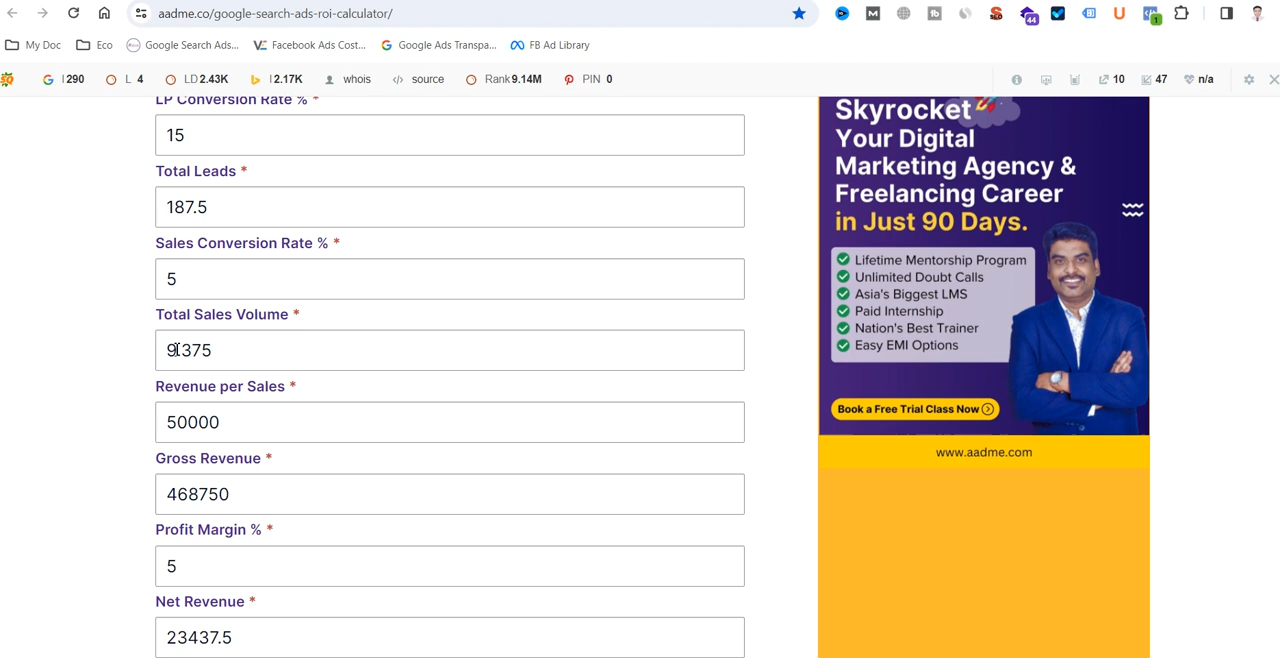 aadme.co/google-search-ads-roi-calculator/
44
1
My Doc
Eco
Google Search Ads...
Facebook Ads Cost...
Google Ads Transpa...
FB Ad Library
I 290
L 4
LD 2.43K
I 2.17K
whois
source
Rank 9.14M
PIN 0
10
47
n/a
LP Conversion Rate % *
15
Total Leads *
187.5
Sales Conversion Rate % *
5
Total Sales Volume *
9.375
Revenue per Sales *
50000
Gross Revenue *
468750
Profit Margin % *
5
Net Revenue *
23437.5
Skyrocket
Your Digital
Marketing Agency &
Freelancing Career
in Just 90 Days.
Lifetime Mentorship Program
Unlimited Doubt Calls
Asia's Biggest LMS
Paid Internship
Nation's Best Trainer
Easy EMI Options
Book a Free Trial Class Now
www.aadme.com